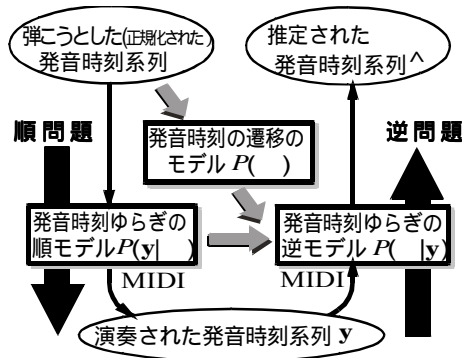 弾こうとした(正規化された)
発音時刻系列
推定された
発音時刻系列^
順問題
逆問題
発音時刻の遷移の
モデル P( )
発音時刻ゆらぎの
順モデルP(y| )
発音時刻ゆらぎの
逆モデル P( |y)
MIDI
MIDI
演奏された発音時刻系列 y